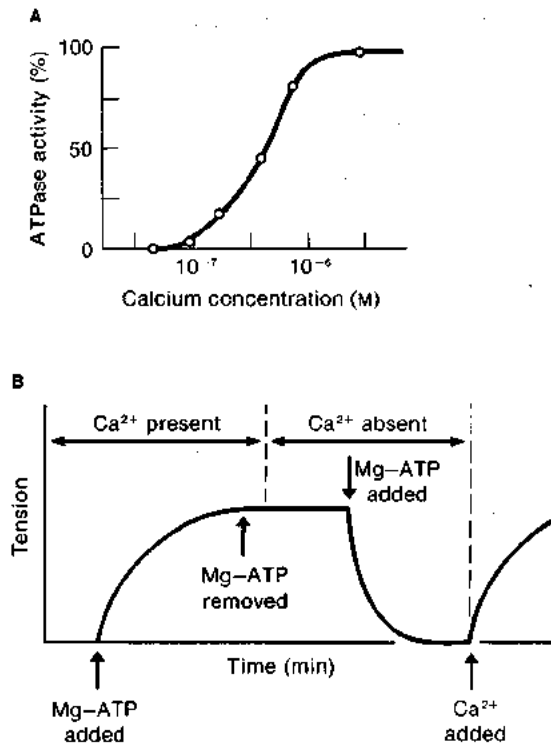 A
ATPase activity (%)
100
50
0
10⁻⁷ 10⁻⁶
Calcium concentration (M)
B
Ca²⁺ present Ca²⁺ absent
Mg–ATP
added
Tension
Mg–ATP
removed
Time (min)
Mg–ATP
added
Ca²⁺
added